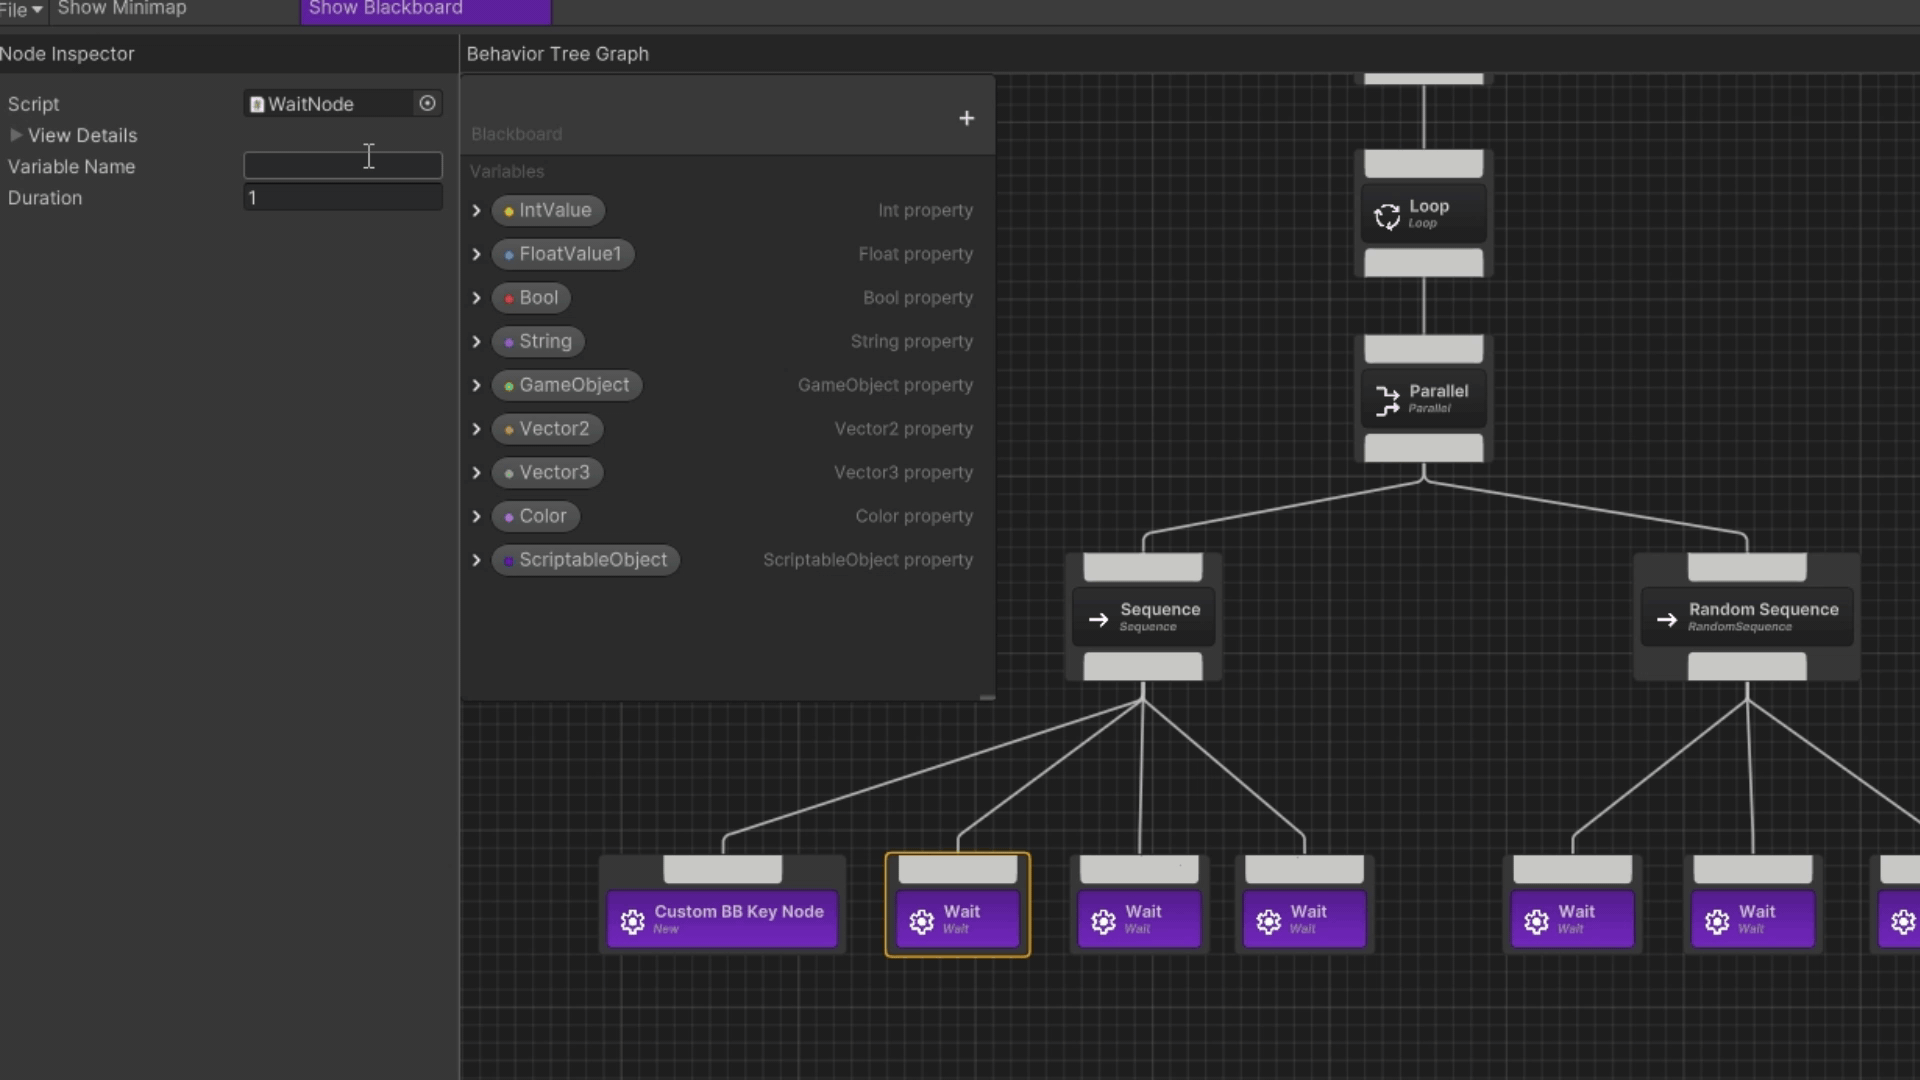 File
Show Minimap
Show Blackboard
Node Inspector
Behavior Tree Graph
Script
WaitNode
View Details
Variable Name
Duration
1
Blackboard
+
Variables
IntValue
Int property
FloatValue1
Float property
Bool
Bool property
String
String property
GameObject
GameObject property
Vector2
Vector2 property
Vector3
Vector3 property
Color
Color property
ScriptableObject
ScriptableObject property
Loop
Loop
Parallel
Parallel
Sequence
Sequence
Random Sequence
RandomSequence
Custom BB Key Node
New
Wait
Wait
Wait
Wait
Wait
Wait
Wait
Wait
Wait
Wait